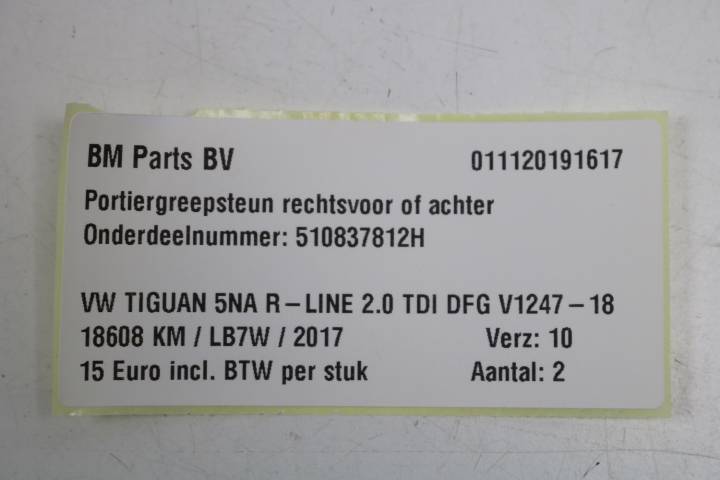 BM Parts BV 011120191617
Portiergreepsteun rechtsvoor of achter
Onderdeelnummer: 510837812H
VW TIGUAN 5NA R-LINE 2.0 TDI DFG V1247-18
18608 KM / LB7W / 2017 Verz: 10
15 Euro incl. BTW per stuk Aantal: 2